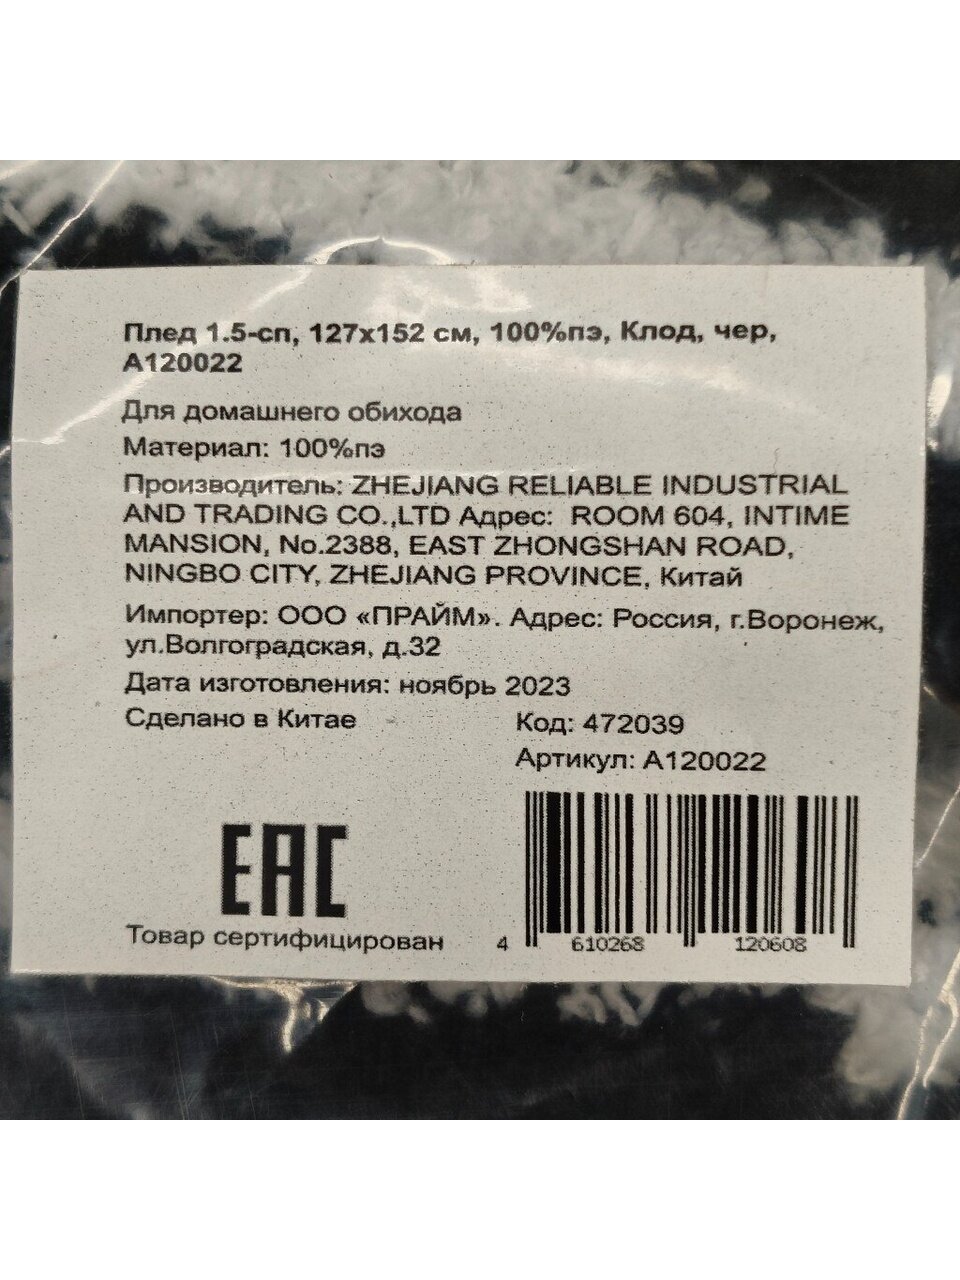 Плед 1.5-сп, 127х152 см, 100%пэ, Клод, чер,
А120022
Для домашнего обихода
Материал: 100%пэ
Производитель: ZHEJIANG RELIABLE INDUSTRIAL
AND TRADING CO.,LTD Адрес: ROOM 604, INTIME
MANSION, No.2388, EAST ZHONGSHAN ROAD,
NINGBO CITY, ZHEJIANG PROVINCE, Китай
Импортер: ООО «ПРАЙМ». Адрес: Россия, г.Воронеж,
ул.Волгоградская, д.32
Дата изготовления: ноябрь 2023
Сделано в Китае
Код: 472039
Артикул: А120022
EAC
Товар сертифицирован
4 610268 120608